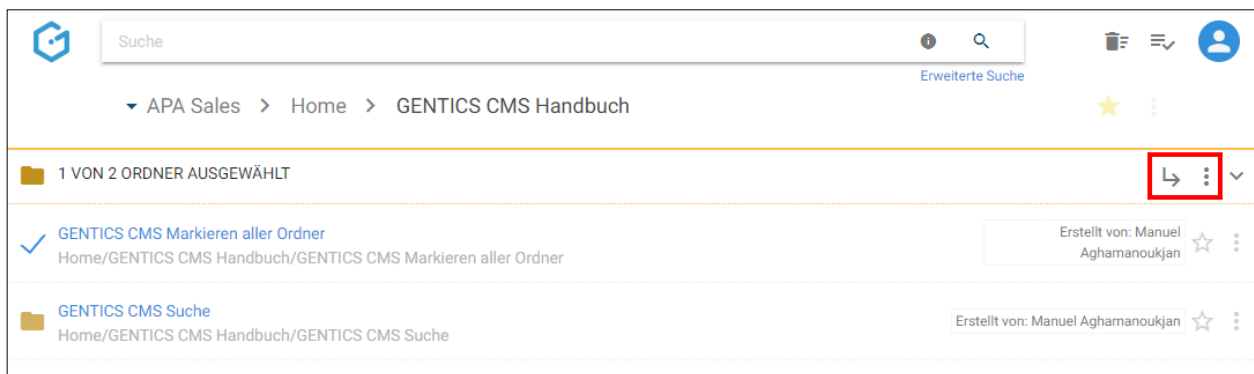 Suche
Erweiterte Suche
APA Sales > Home > GENTICS CMS Handbuch
1 VON 2 ORDNER AUSGEWÄHLT
GENTICS CMS Markieren aller Ordner
Home/GENTICS CMS Handbuch/GENTICS CMS Markieren aller Ordner
Erstellt von: Manuel
Aghamanoukjan
GENTICS CMS Suche
Home/GENTICS CMS Handbuch/GENTICS CMS Suche
Erstellt von: Manuel Aghamanoukjan